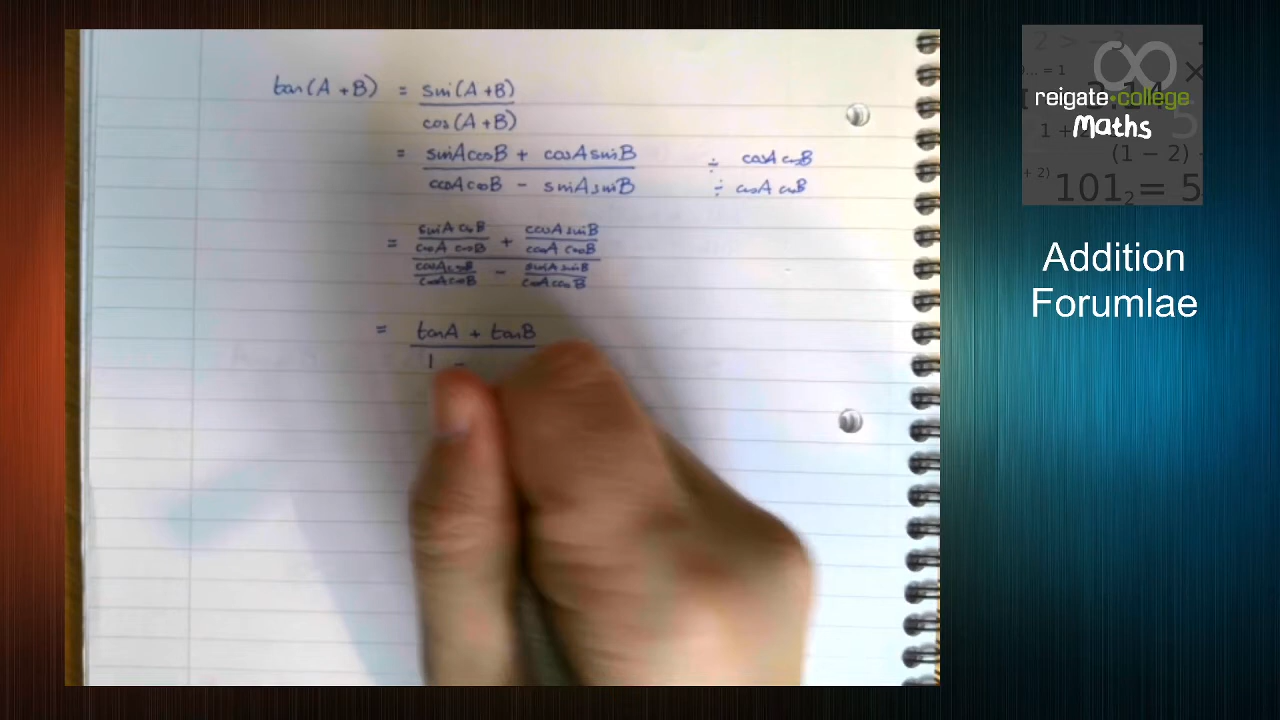 tan(A+B) = sin(A+B)
cos(A+B)
= sinAcosB + cosAsinB ÷ cosAcosB
cosAcosB - sinAsinB ÷ cosAcosB
= sinAcosB + cosAsinB
cosAcosB cosAcosB
cosAcosB - sinAsinB
cosAcosB cosAcosB
= tanA + tanB
1 -
reigate•college
Maths
(1 - 2)
101₂ = 5
Addition
Forumlae